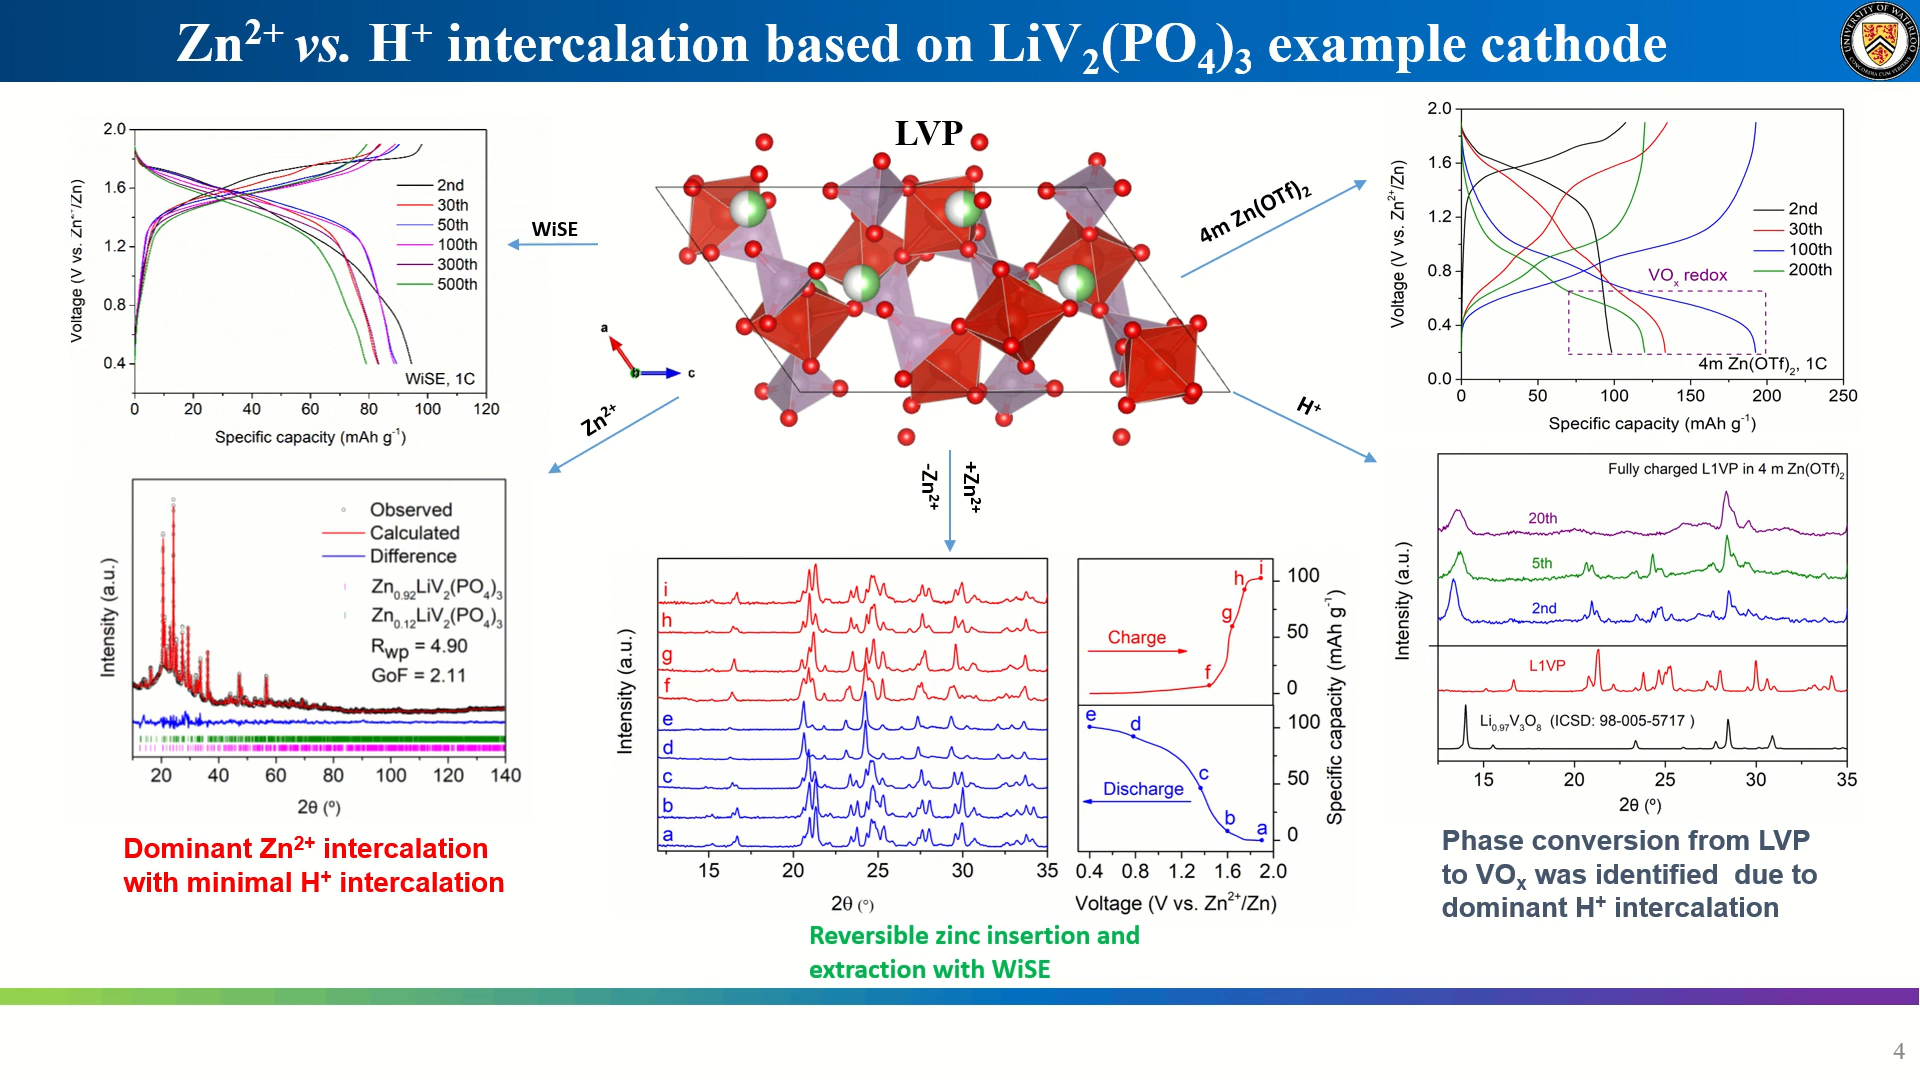 Zn²⁺ vs. H⁺ intercalation based on LiV₂(PO₄)₃ example cathode
UNIVERSITY OF WATERLOO
CONCORDIA CUM VERITATE
LVP
2.0
1.6
1.2
0.8
0.4
0 20 40 60 80 100 120
Voltage (V vs. Zn²⁺/Zn)
Specific capacity (mAh g⁻¹)
2nd
30th
50th
100th
300th
500th
WiSE, 1C
WiSE
Zn²⁺
a
b
c
-Zn²⁺
+Zn²⁺
4m Zn(OTf)₂
H⁺
2.0
1.6
1.2
0.8
0.4
0.0
0 50 100 150 200 250
Voltage (V vs. Zn²⁺/Zn)
Specific capacity (mAh g⁻¹)
2nd
30th
100th
200th
VOₓ redox
4m Zn(OTf)₂, 1C
Intensity (a.u.)
Observed
Calculated
Difference
Zn₀.₉₂LiV₂(PO₄)₃
Zn₀.₁₂LiV₂(PO₄)₃
R_wp = 4.90
GoF = 2.11
20 40 60 80 100 120 140
2θ (º)
Dominant Zn²⁺ intercalation
with minimal H⁺ intercalation
Intensity (a.u.)
i
h
g
f
e
d
c
b
a
15 20 25 30 35
2θ (°)
Charge
f
g
h
i
Discharge
e
d
c
b
a
100
50
0
100
50
0
Specific capacity (mAh g⁻¹)
0.4 0.8 1.2 1.6 2.0
Voltage (V vs. Zn²⁺/Zn)
Reversible zinc insertion and
extraction with WiSE
Intensity (a.u.)
Fully charged L1VP in 4 m Zn(OTf)₂
20th
5th
2nd
L1VP
Li₀.₉₇V₃O₈ (ICSD: 98-005-5717 )
15 20 25 30 35
2θ (º)
Phase conversion from LVP
to VOₓ was identified due to
dominant H⁺ intercalation
4